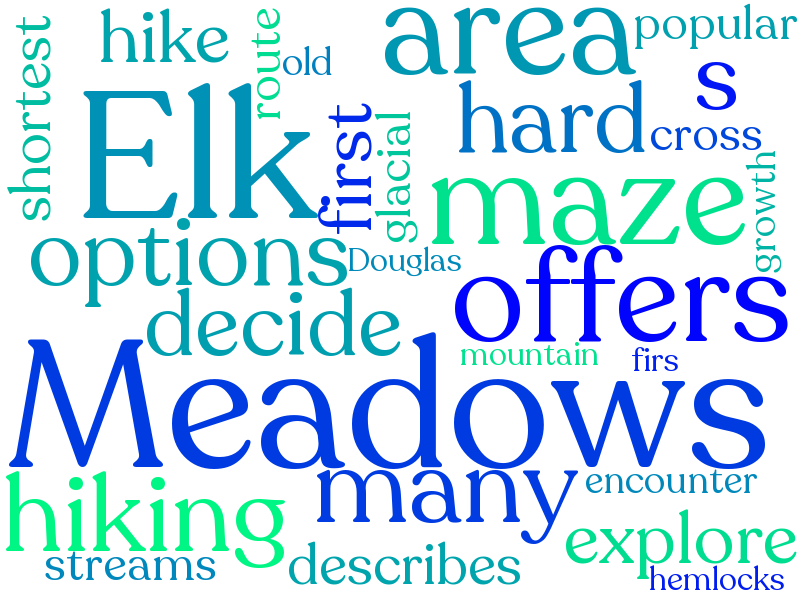 shortest
hike
route
old
area
popular
s
Elk
first
glacial
hard
cross
maze
growth
options
Douglas
offers
decide
mountain
firs
Meadows
hiking
many
encounter
explore
streams
describes
hemlocks